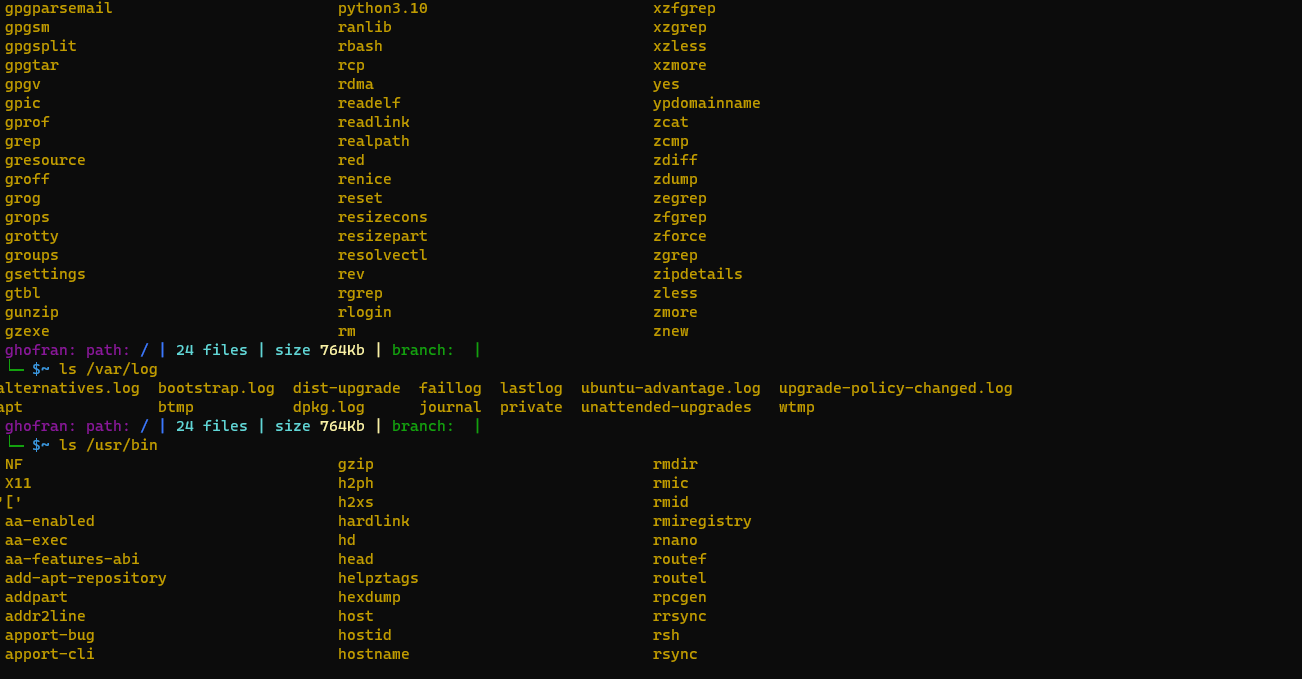 gpgparsemail python3.10 xzfgrep
gpgsm ranlib xzgrep
gpgsplit rbash xzless
gpgtar rcp xzmore
gpgv rdma yes
gpic readelf ypdomainname
gprof readlink zcat
grep realpath zcmp
gresource red zdiff
groff renice zdump
grog reset zegrep
grops resizecons zfgrep
grotty resizepart zforce
groups resolvectl zgrep
gsettings rev zipdetails
gtbl rgrep zless
gunzip rlogin zmore
gzexe rm znew
ghofran: path: / | 24 files | size 764Kb | branch:  |
└─ $~ ls /var/log
alternatives.log bootstrap.log dist-upgrade faillog lastlog ubuntu-advantage.log upgrade-policy-changed.log
apt btmp dpkg.log journal private unattended-upgrades wtmp
ghofran: path: / | 24 files | size 764Kb | branch:  |
└─ $~ ls /usr/bin
NF gzip rmdir
X11 h2ph rmic
'[' h2xs rmid
aa-enabled hardlink rmiregistry
aa-exec hd rnano
aa-features-abi head routef
add-apt-repository helpztags routel
addpart hexdump rpcgen
addr2line host rrsync
apport-bug hostid rsh
apport-cli hostname rsync